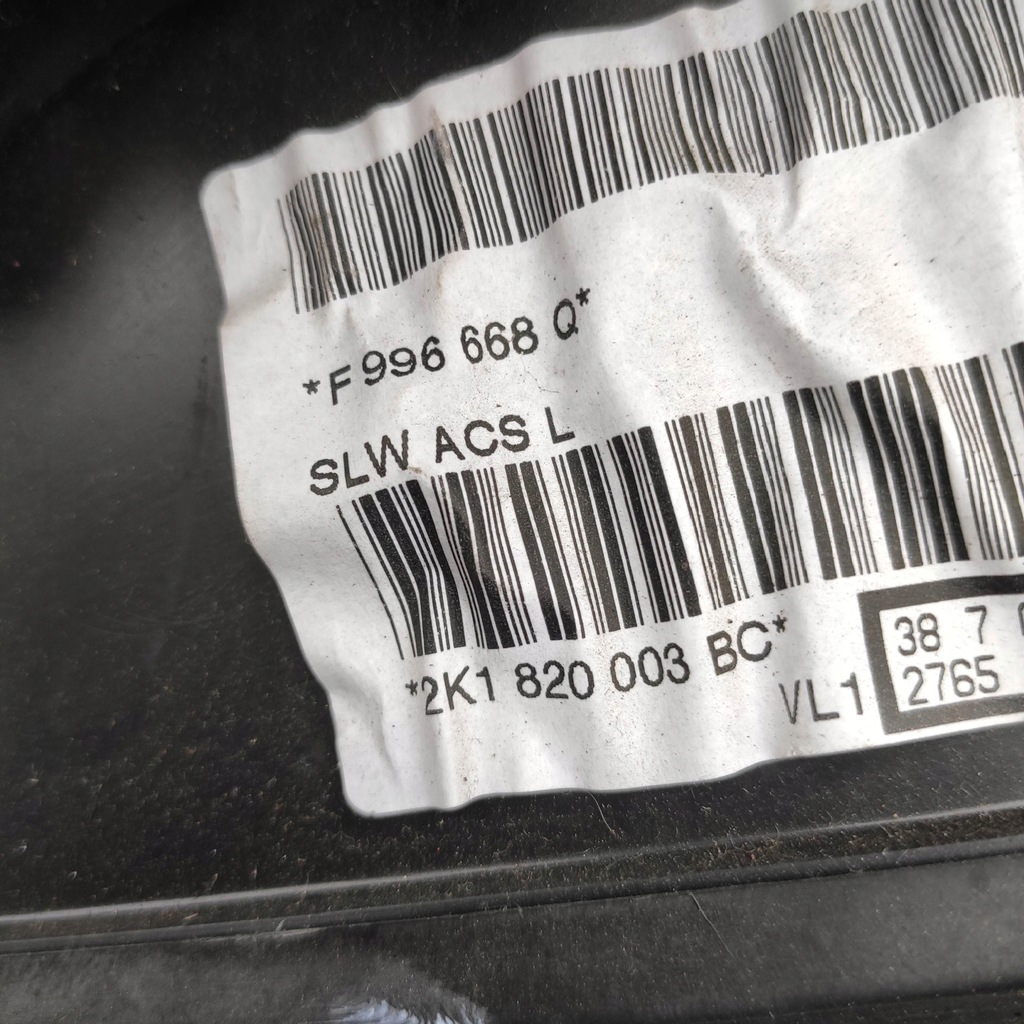 *F 996 668 Q*
SLW ACS L
*2K1 820 003 BC*
VL1
38 7
2765